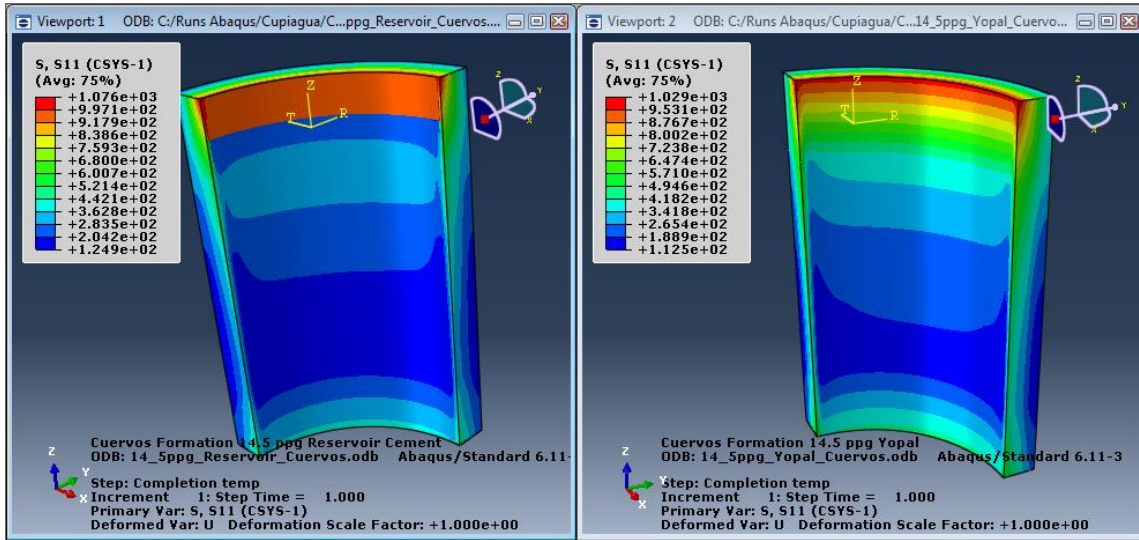 Viewport: 1 ODB: C:/Runs Abaqus/Cupiagua/C...ppg_Reservoir_Cuervos....
S, S11 (CSYS-1)
(Avg: 75%)
+1.076e+03
+9.971e+02
+9.179e+02
+8.386e+02
+7.593e+02
+6.800e+02
+6.007e+02
+5.214e+02
+4.421e+02
+3.628e+02
+2.835e+02
+2.042e+02
+1.249e+02
Z
T
R
Z
Y
X
Cuervos Formation 14.5 ppg Reservoir Cement
ODB: 14_5ppg_Reservoir_Cuervos.odb Abaqus/Standard 6.11-
Z
Y
X
Step: Completion temp
Increment 1: Step Time = 1.000
Primary Var: S, S11 (CSYS-1)
Deformed Var: U Deformation Scale Factor: +1.000e+00
Viewport: 2 ODB: C:/Runs Abaqus/Cupiagua/C...14_5ppg_Yopal_Cuervo...
S, S11 (CSYS-1)
(Avg: 75%)
+1.029e+03
+9.531e+02
+8.767e+02
+8.002e+02
+7.238e+02
+6.474e+02
+5.710e+02
+4.946e+02
+4.182e+02
+3.418e+02
+2.654e+02
+1.889e+02
+1.125e+02
Z
T
R
Z
Y
X
Cuervos Formation 14.5 ppg Yopal
ODB: 14_5ppg_Yopal_Cuervos.odb Abaqus/Standard 6.11-3
Z
Y
X
Step: Completion temp
Increment 1: Step Time = 1.000
Primary Var: S, S11 (CSYS-1)
Deformed Var: U Deformation Scale Factor: +1.000e+00